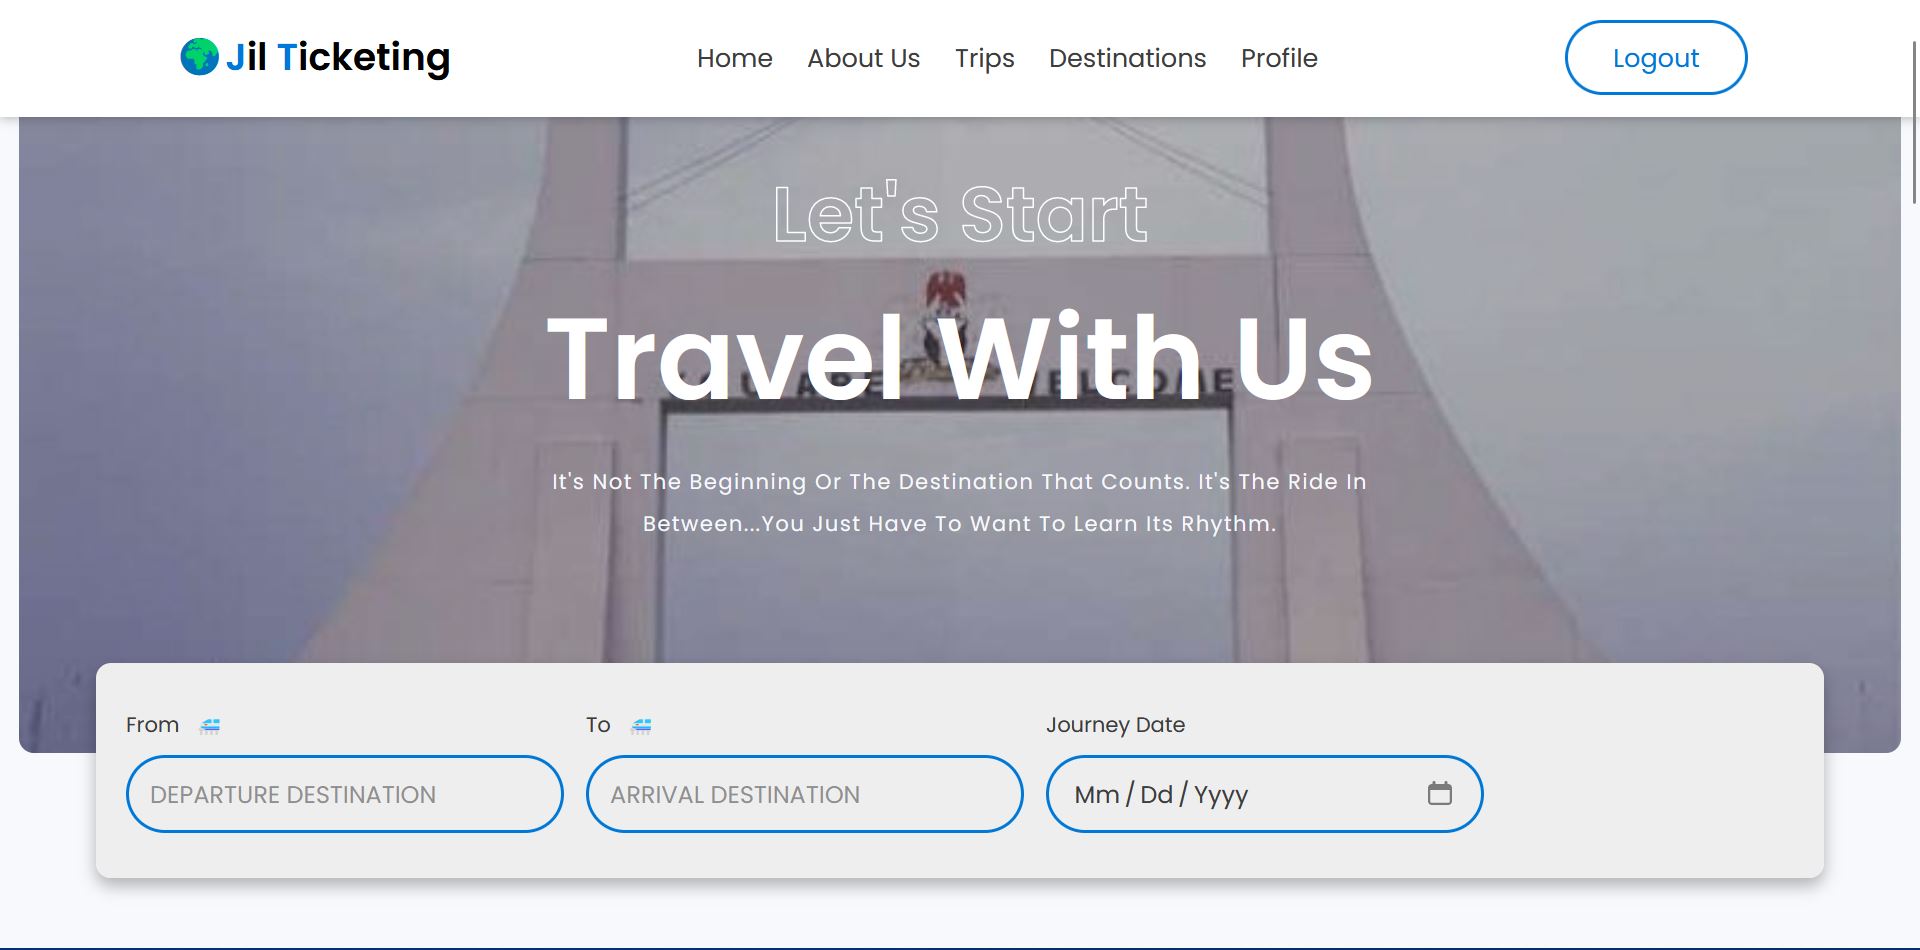 Jil Ticketing
Home
About Us
Trips
Destinations
Profile
Logout
Let's Start
Travel With Us
It's Not The Beginning Or The Destination That Counts. It's The Ride In
Between...You Just Have To Want To Learn Its Rhythm.
From
To
Journey Date
DEPARTURE DESTINATION
ARRIVAL DESTINATION
Mm / Dd / Yyyy